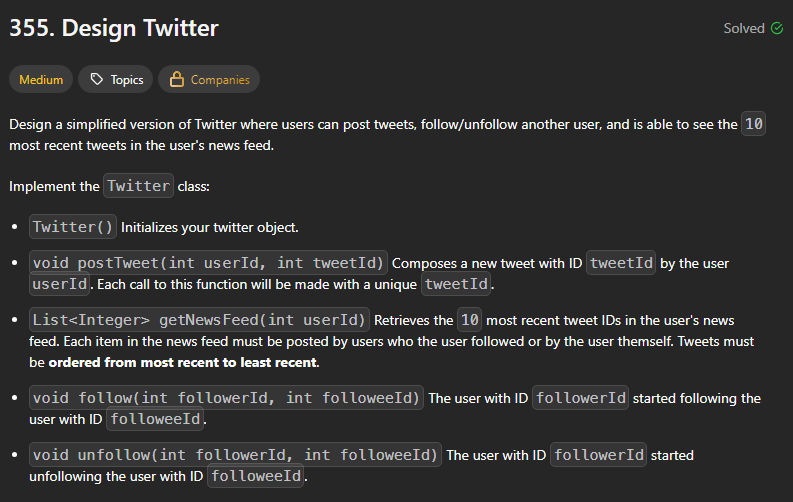 355. Design Twitter
Solved
Medium
Topics
Companies
Design a simplified version of Twitter where users can post tweets, follow/unfollow another user, and is able to see the 10
most recent tweets in the user's news feed.
Implement the Twitter class:
• Twitter() Initializes your twitter object.
• void postTweet(int userId, int tweetId) Composes a new tweet with ID tweetId by the user
userId. Each call to this function will be made with a unique tweetId.
• List<Integer> getNewsFeed(int userId) Retrieves the 10 most recent tweet IDs in the user's news
feed. Each item in the news feed must be posted by users who the user followed or by the user themself. Tweets must
be ordered from most recent to least recent.
• void follow(int followerId, int followeeId) The user with ID followerId started following the
user with ID followeeId.
• void unfollow(int followerId, int followeeId) The user with ID followerId started
unfollowing the user with ID followeeId.